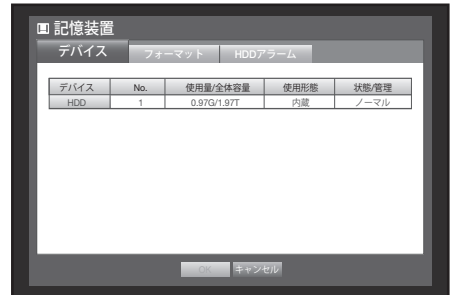 記憶装置
デバイス フォーマット HDDアラーム
デバイス No. 使用量/全体容量 使用形態 状態/管理
HDD 1 0.97G/1.97T 内蔵 ノーマル
OK キャンセル